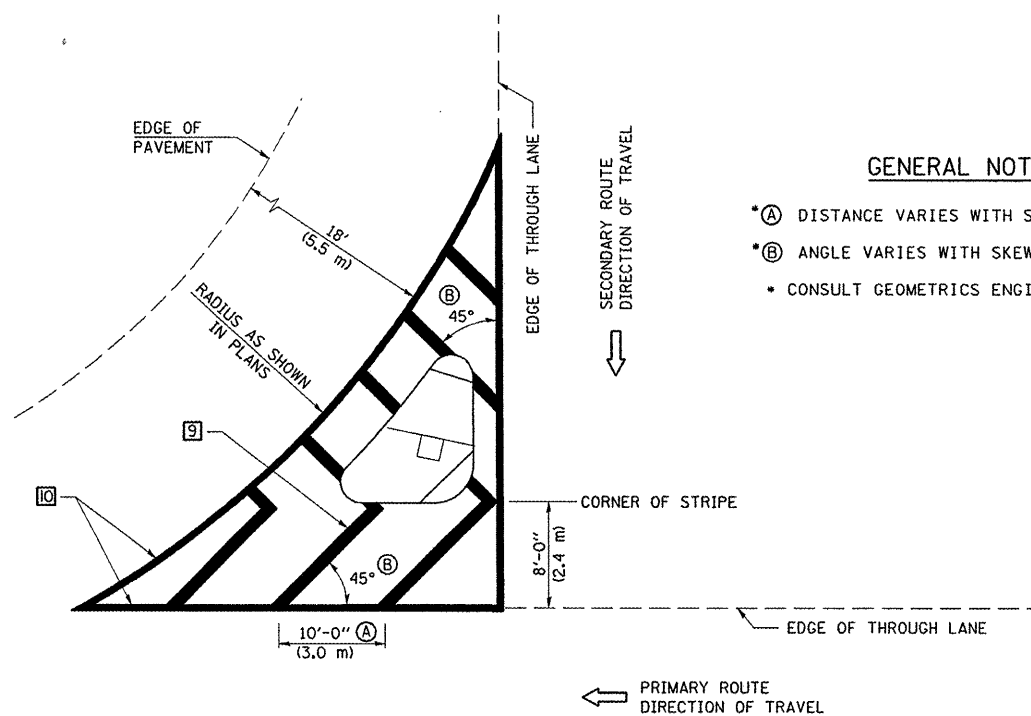 EDGE OF
PAVEMENT
18'
(5.5 m)
RADIUS AS SHOWN
IN PLANS
9
10
B
45°
45° B
10'-0" A
(3.0 m)
EDGE OF THROUGH LANE
SECONDARY ROUTE
DIRECTION OF TRAVEL
CORNER OF STRIPE
8'-0"
(2.4 m)
EDGE OF THROUGH LANE
PRIMARY ROUTE
DIRECTION OF TRAVEL
GENERAL NOT
*A DISTANCE VARIES WITH S
*B ANGLE VARIES WITH SKEW
* CONSULT GEOMETRICS ENGI